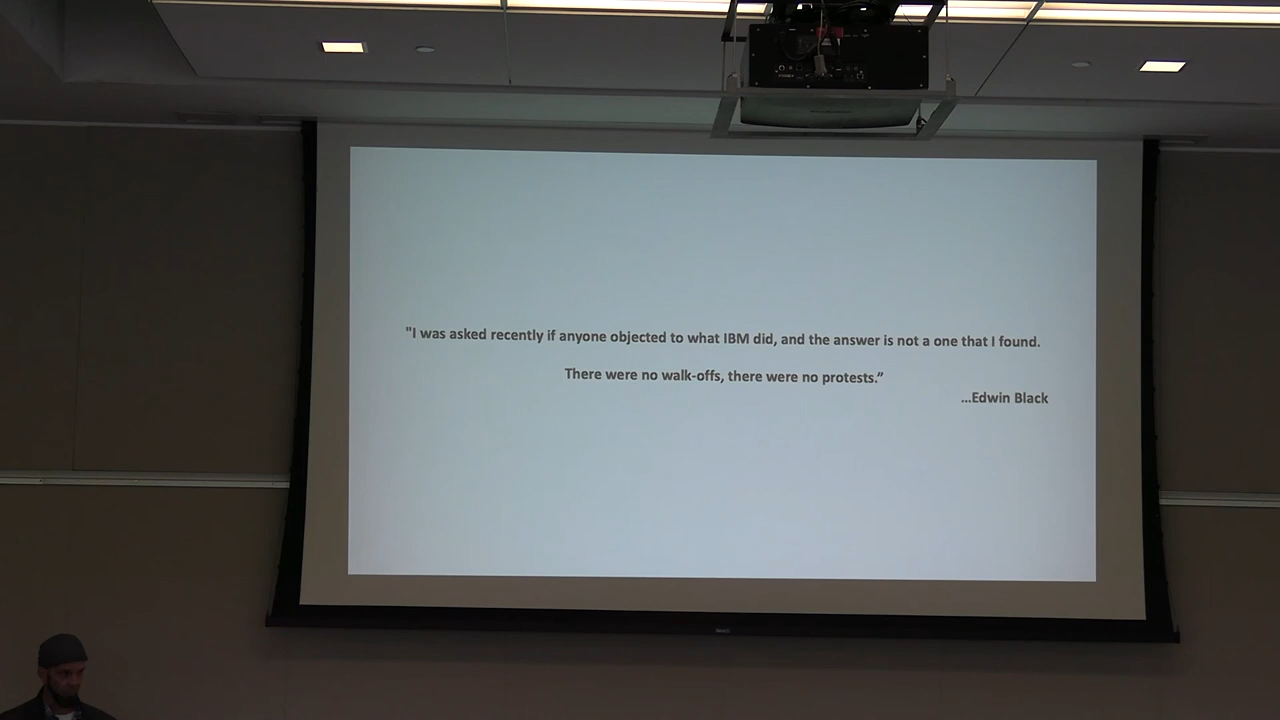 "I was asked recently if anyone objected to what IBM did, and the answer is not a one that I found.
There were no walk-offs, there were no protests.”
...Edwin Black